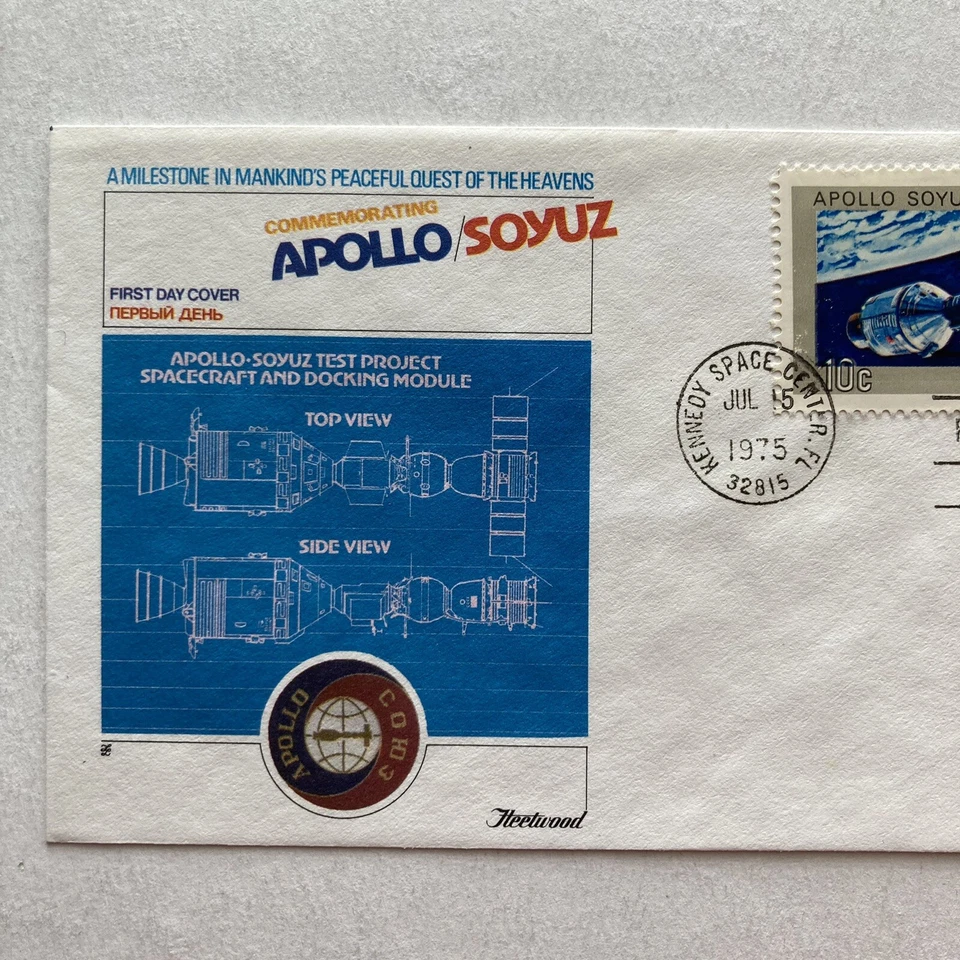 A MILESTONE IN MANKIND'S PEACEFUL QUEST OF THE HEAVENS
COMMEMORATING
APOLLO/SOYUZ
FIRST DAY COVER
ПЕРВЫЙ ДЕНЬ
APOLLO-SOYUZ TEST PROJECT
SPACECRAFT AND DOCKING MODULE
TOP VIEW
SIDE VIEW
APOLLO
СОЮЗ
Fleetwood
APOLLO SOYU
10c
KENNEDY SPACE CENTER, FL
JUL 15
1975
32815